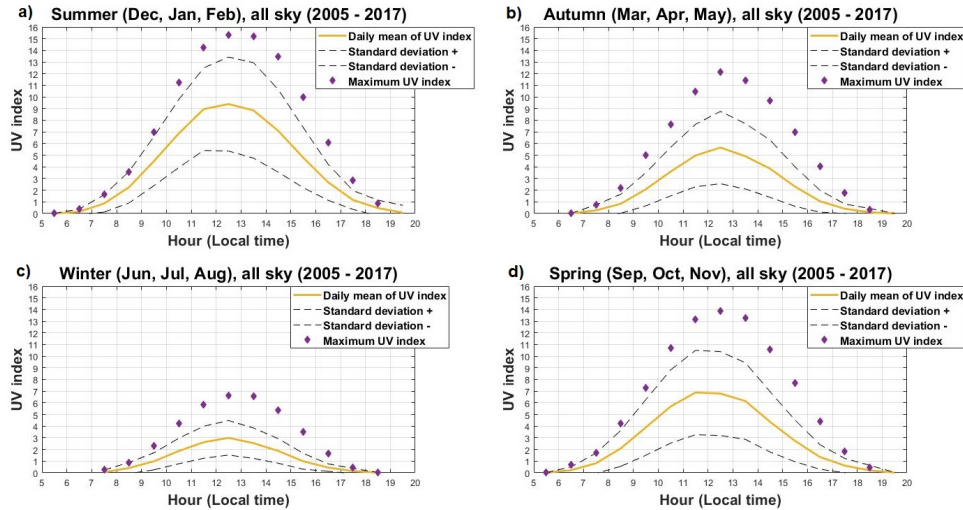 a)
Summer (Dec, Jan, Feb), all sky (2005 - 2017)
16
15
14
13
12
11
10
9
8
7
6
5
4
3
2
1
0
UV index
Daily mean of UV index
Standard deviation +
Standard deviation -
Maximum UV index
5 6 7 8 9 10 11 12 13 14 15 16 17 18 19 20
Hour (Local time)
b)
Autumn (Mar, Apr, May), all sky (2005 - 2017)
16
15
14
13
12
11
10
9
8
7
6
5
4
3
2
1
0
UV index
Daily mean of UV index
Standard deviation +
Standard deviation -
Maximum UV index
5 6 7 8 9 10 11 12 13 14 15 16 17 18 19 20
Hour (Local time)
c)
Winter (Jun, Jul, Aug), all sky (2005 - 2017)
16
15
14
13
12
11
10
9
8
7
6
5
4
3
2
1
0
UV index
Daily mean of UV index
Standard deviation +
Standard deviation -
Maximum UV index
5 6 7 8 9 10 11 12 13 14 15 16 17 18 19 20
Hour (Local time)
d)
Spring (Sep, Oct, Nov), all sky (2005 - 2017)
16
15
14
13
12
11
10
9
8
7
6
5
4
3
2
1
0
UV index
Daily mean of UV index
Standard deviation +
Standard deviation -
Maximum UV index
5 6 7 8 9 10 11 12 13 14 15 16 17 18 19 20
Hour (Local time)